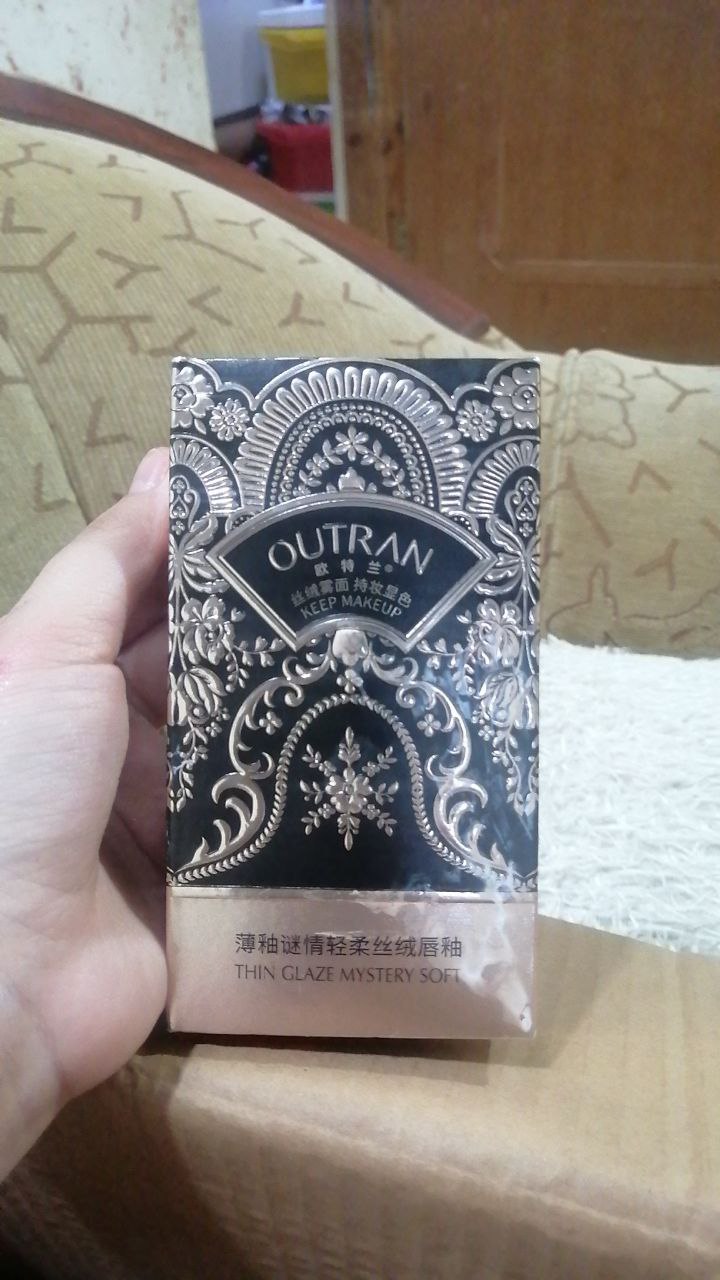 OUTRAN
欧特兰®
丝绒雾面 持妆显色
KEEP MAKEUP
薄釉谜情轻柔丝绒唇釉
THIN GLAZE MYSTERY SOFT